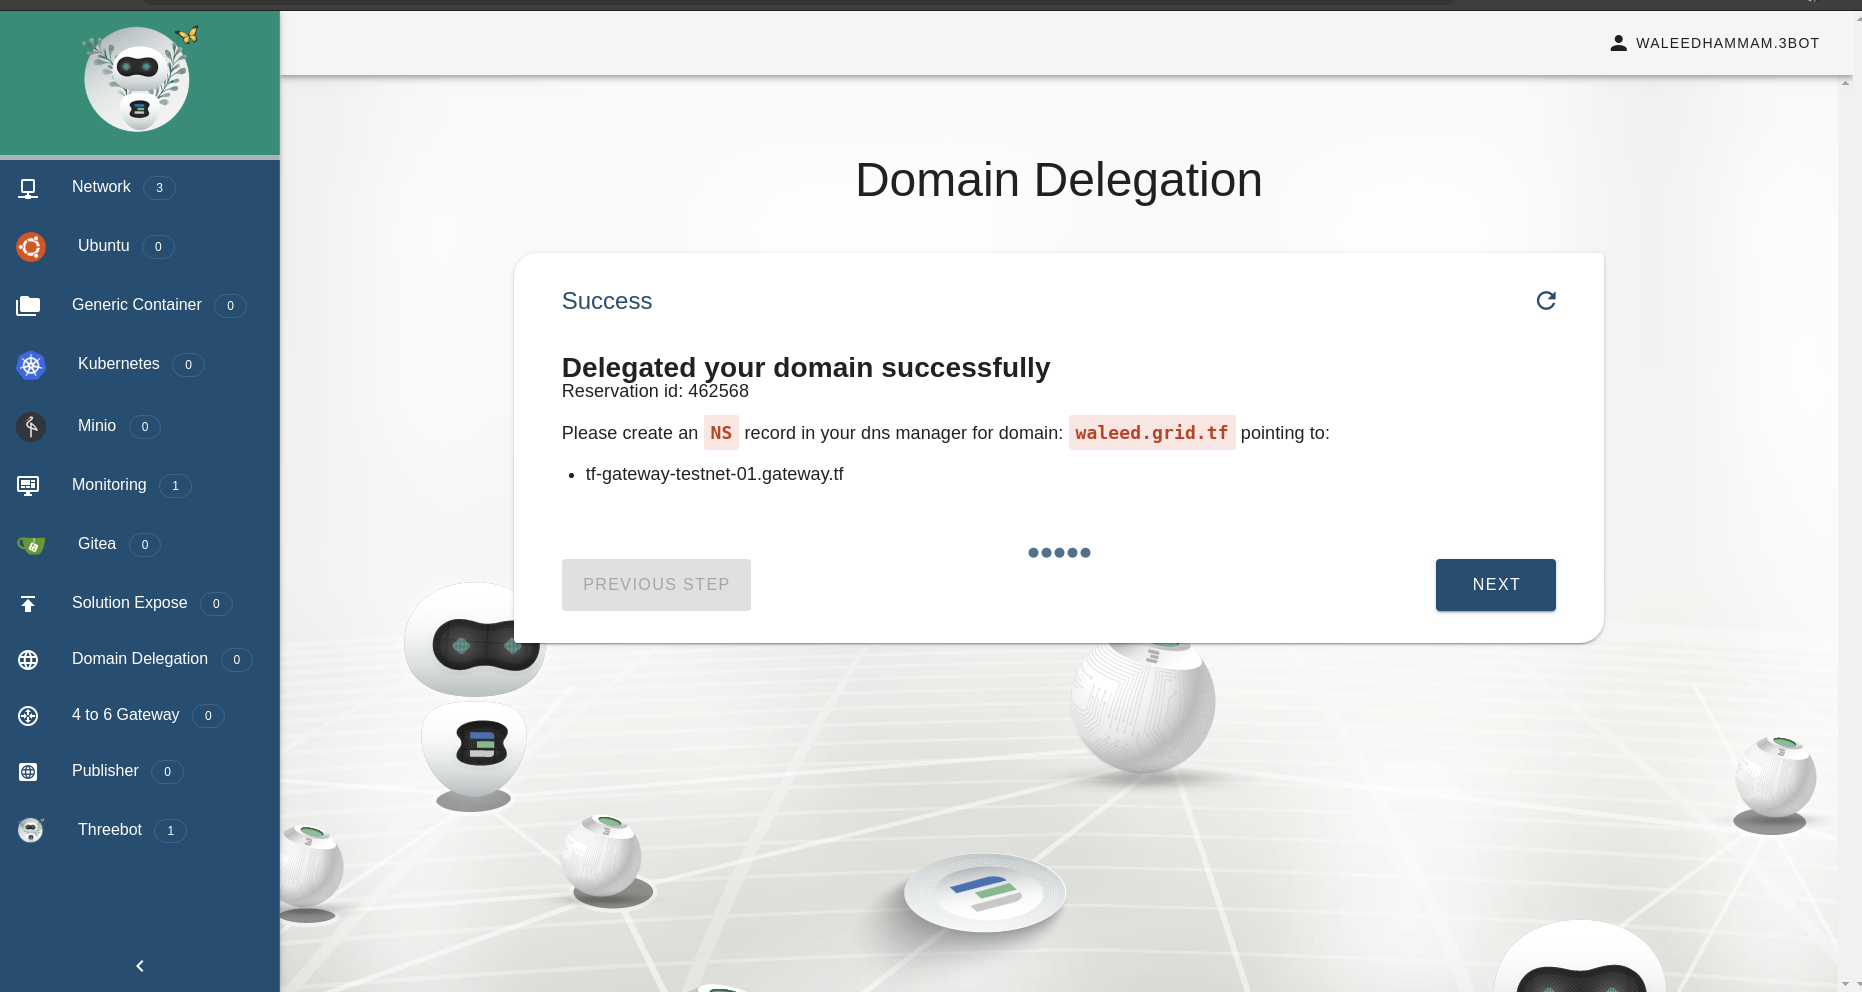 WALEEDHAMMAM.3BOT
Network 3
Ubuntu 0
Generic Container 0
Kubernetes 0
Minio 0
Monitoring 1
Gitea 0
Solution Expose 0
Domain Delegation 0
4 to 6 Gateway 0
Publisher 0
Threebot 1
Domain Delegation
Success
Delegated your domain successfully
Reservation id: 462568
Please create an NS record in your dns manager for domain: waleed.grid.tf pointing to:
• tf-gateway-testnet-01.gateway.tf
PREVIOUS STEP
NEXT